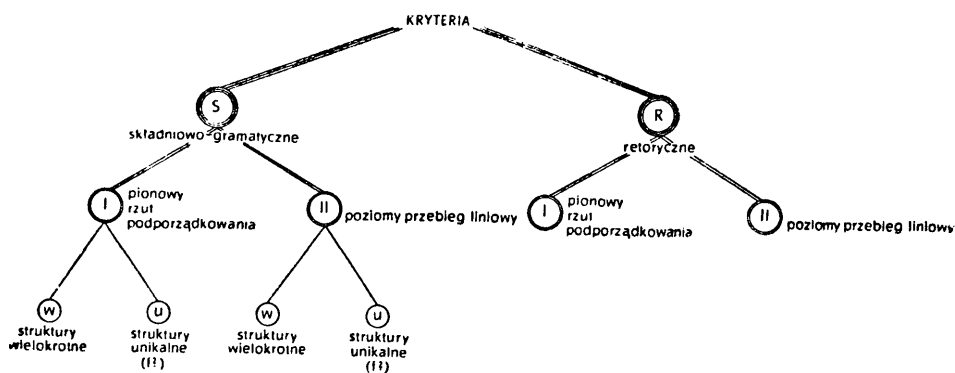 KRYTERIA
S
składniowo-gramatyczne
R
retoryczne
I
pionowy
rzut
podporządkowania
II
poziomy przebieg liniowy
I
pionowy
rzut
podporządkowania
II
poziomy przebieg liniowy
w
struktury
wielokrotne
u
struktury
unikalne
(!?)
w
struktury
wielokrotne
u
struktury
unikalne
(!?)